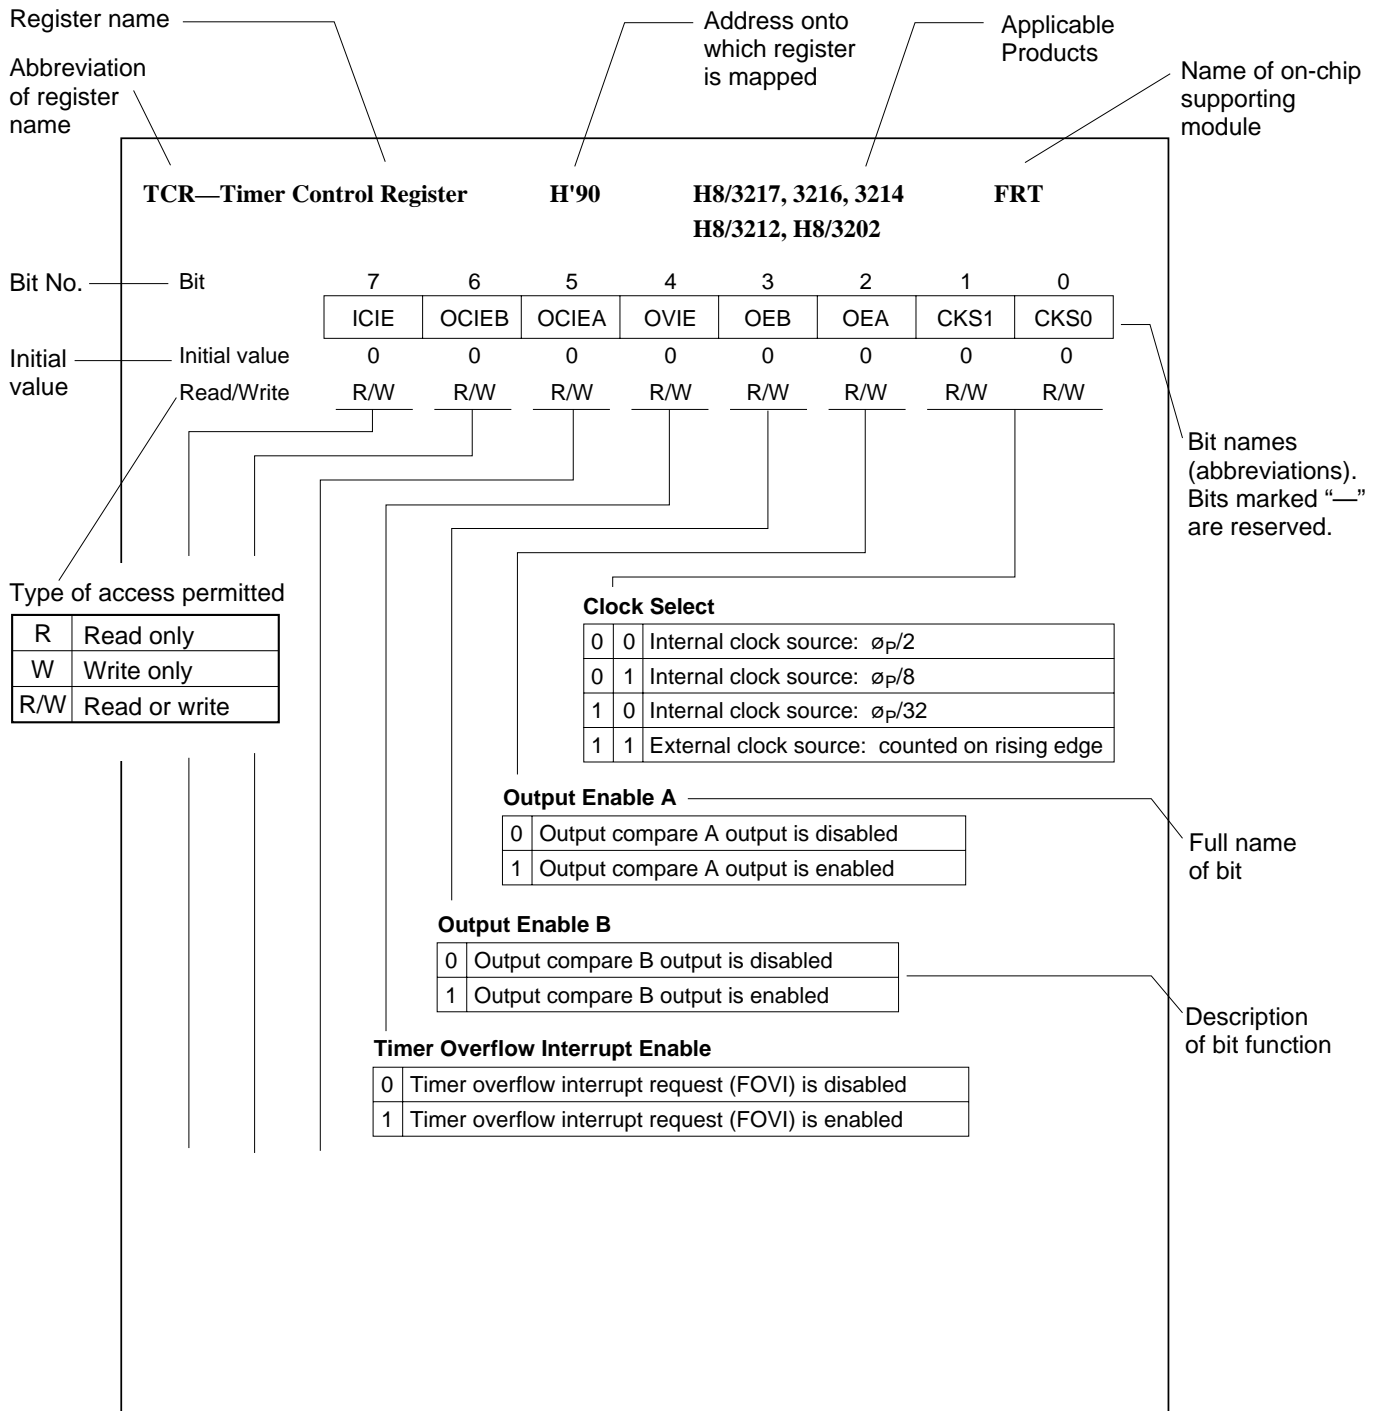 Register name
Address onto
which register
is mapped
Applicable
Products
Abbreviation
of register
name
Name of on-chip
supporting
module
TCR—Timer Control Register H'90 H8/3217, 3216, 3214 FRT
H8/3212, H8/3202
Bit No. Bit 7 6 5 4 3 2 1 0
ICIE OCIEB OCIEA OVIE OEB OEA CKS1 CKS0
Initial
value
Initial value 0 0 0 0 0 0 0 0
Read/Write R/W R/W R/W R/W R/W R/W R/W R/W
Bit names
(abbreviations).
Bits marked “—”
are reserved.
Type of access permitted
R Read only
W Write only
R/W Read or write
Clock Select
0 0 Internal clock source: øP/2
0 1 Internal clock source: øP/8
1 0 Internal clock source: øP/32
1 1 External clock source: counted on rising edge
Output Enable A
0 Output compare A output is disabled
1 Output compare A output is enabled
Full name
of bit
Output Enable B
0 Output compare B output is disabled
1 Output compare B output is enabled
Description
of bit function
Timer Overflow Interrupt Enable
0 Timer overflow interrupt request (FOVI) is disabled
1 Timer overflow interrupt request (FOVI) is enabled